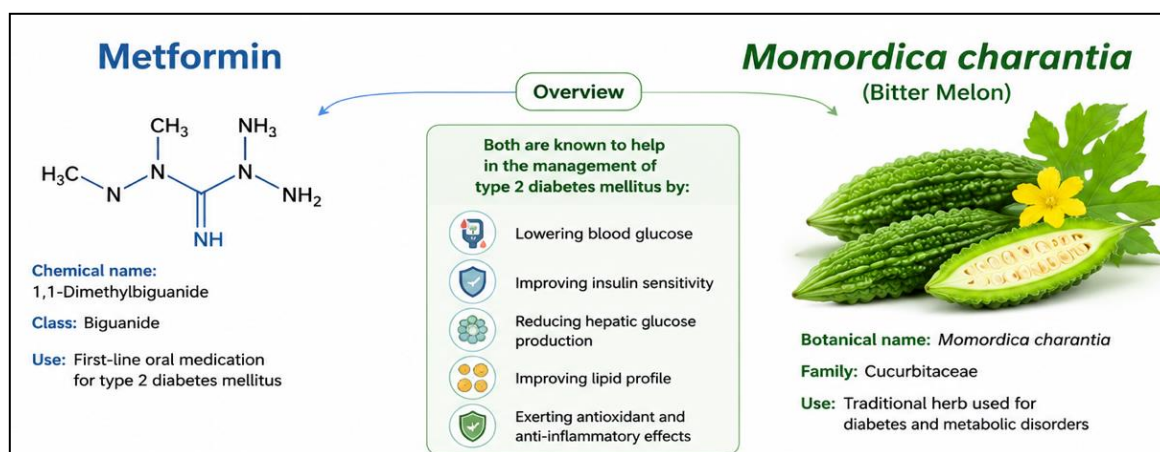 Metformin
CH₃
NH₃
H₃C
N
N
N
NH₂
NH
Chemical name:
1,1-Dimethylbiguanide
Class: Biguanide
Use: First-line oral medication
for type 2 diabetes mellitus
Overview
Both are known to help
in the management of
type 2 diabetes mellitus by:
Lowering blood glucose
Improving insulin sensitivity
Reducing hepatic glucose
production
Improving lipid profile
Exerting antioxidant and
anti-inflammatory effects
Momordica charantia
(Bitter Melon)
Botanical name: Momordica charantia
Family: Cucurbitaceae
Use: Traditional herb used for
diabetes and metabolic disorders